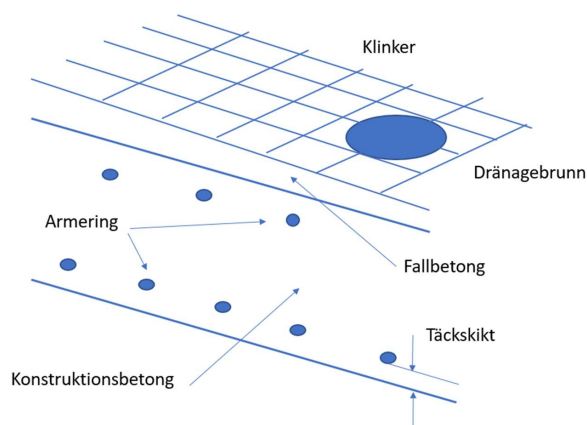 Klinker
Dränagebrunn
Armering
Fallbetong
Täckskikt
Konstruktionsbetong